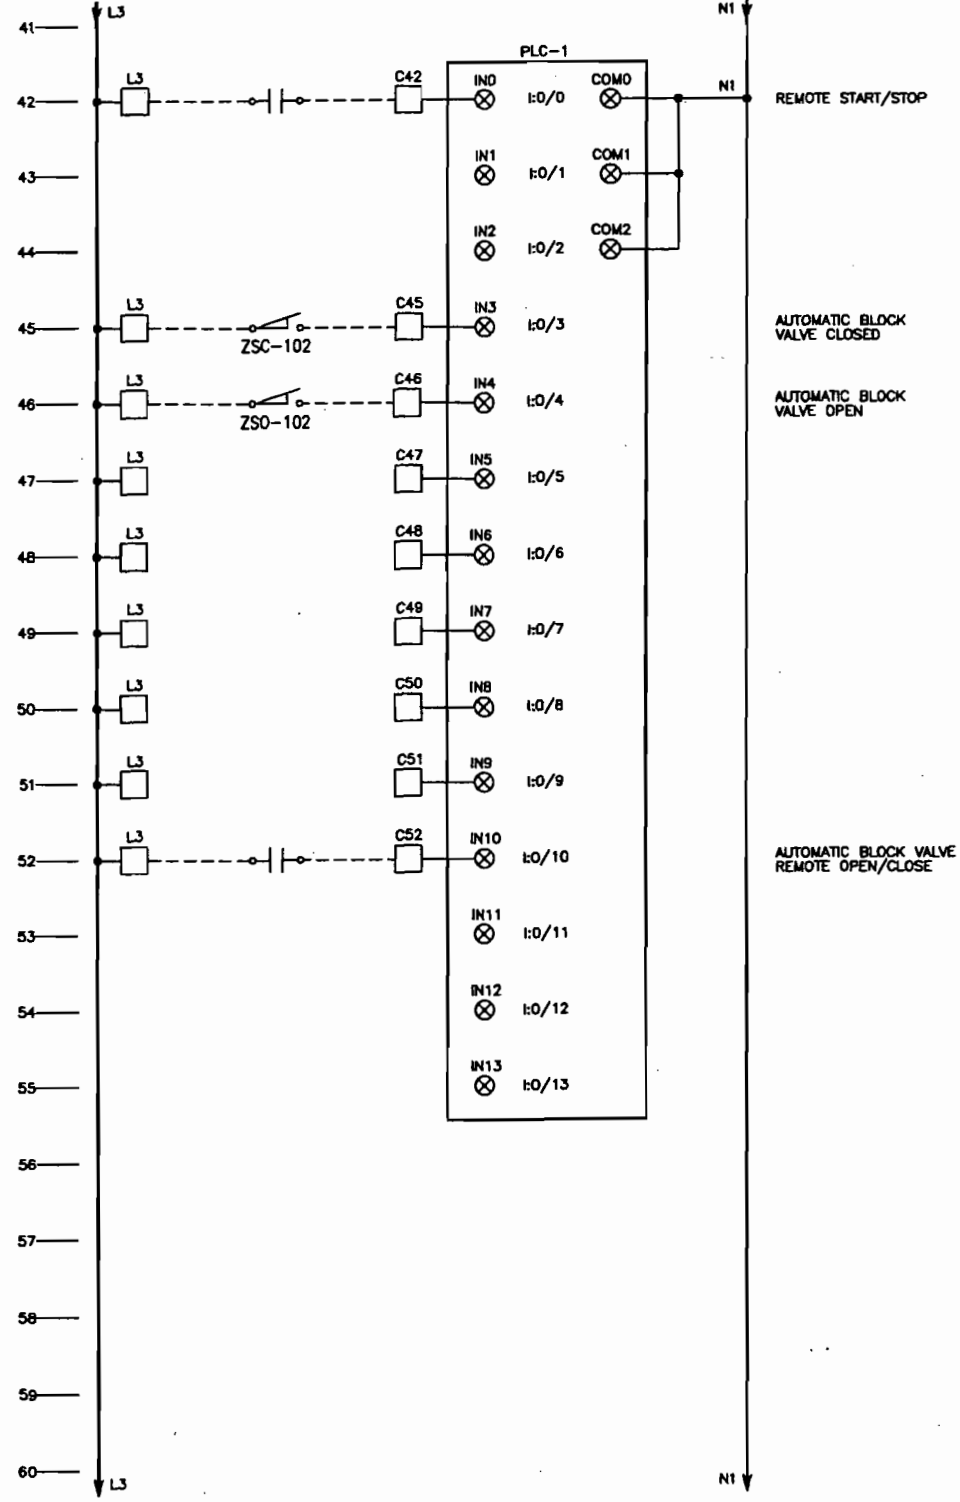 L3 N1
41
PLC-1
L3 C42 IN0 COM0 N1
42 I:0/0 REMOTE START/STOP
IN1 COM1
43 I:0/1
IN2 COM2
44 I:0/2
L3 C45 IN3
45 I:0/3 AUTOMATIC BLOCK
VALVE CLOSED
ZSC-102
L3 C46 IN4
46 I:0/4 AUTOMATIC BLOCK
VALVE OPEN
ZSO-102
L3 C47 IN5
47 I:0/5
L3 C48 IN6
48 I:0/6
L3 C49 IN7
49 I:0/7
L3 C50 IN8
50 I:0/8
L3 C51 IN9
51 I:0/9
L3 C52 IN10
52 I:0/10 AUTOMATIC BLOCK VALVE
REMOTE OPEN/CLOSE
IN11
53 I:0/11
IN12
54 I:0/12
IN13
55 I:0/13
56
57
58
59
60
L3 N1